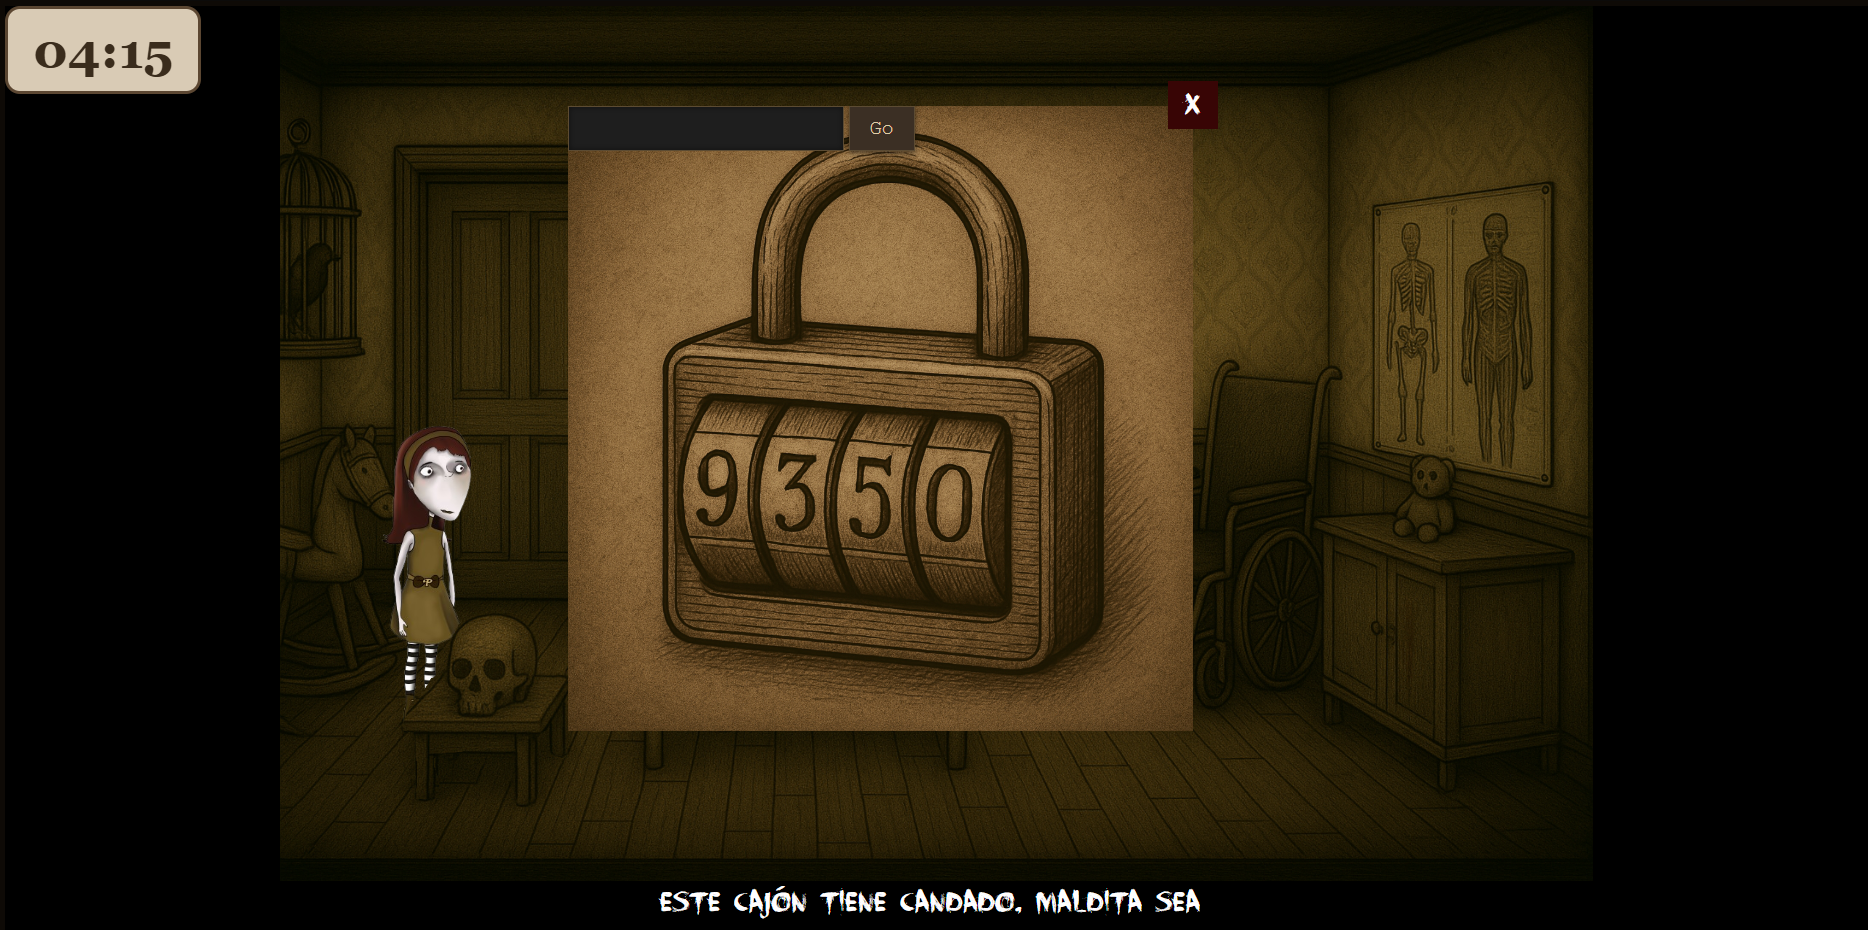 04:15
X
Go
9350
P
ESTE CAJÓN TIENE CANDADO, MALDITA SEA